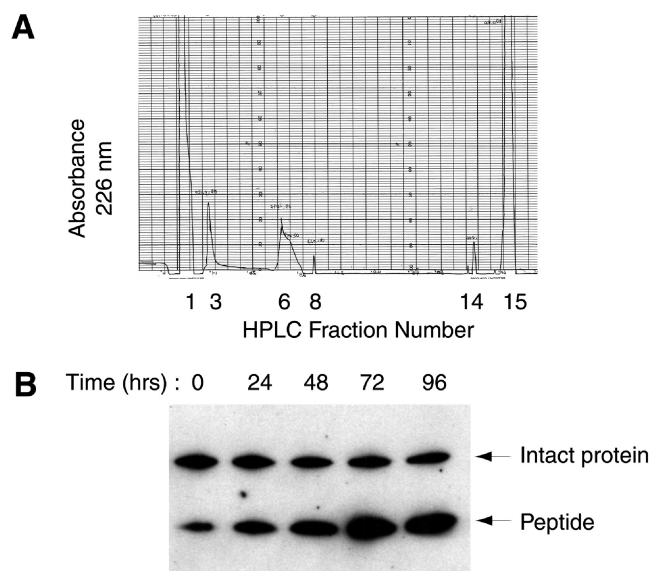 A
Absorbance
226 nm
1 3 6 8 14 15
HPLC Fraction Number
B
Time (hrs) : 0 24 48 72 96
Intact protein
Peptide